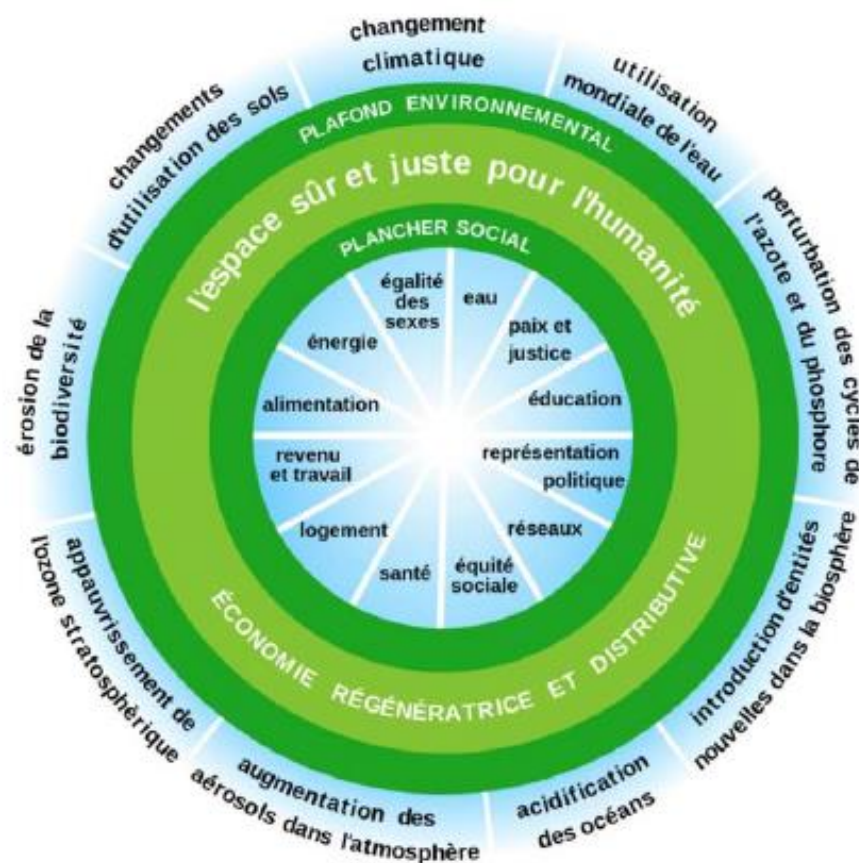 changement
climatique
utilisation
mondiale de l'eau
perturbation des cycles de
l'azote et du phosphore
introduction d'entités
nouvelles dans la biosphère
acidification
des océans
augmentation des
aérosols dans l'atmosphère
appauvrissement de
l'ozone stratosphèrique
érosion de la
biodiversité
changements
d'utilisation des sols
PLAFOND ENVIRONNEMENTAL
l'espace sûr et juste pour l'humanité
PLANCHER SOCIAL
eau
paix et
justice
éducation
représentation
politique
réseaux
équité
sociale
santé
logement
revenu
et travail
alimentation
énergie
égalité
des
sexes
ÉCONOMIE RÉGÉNÉRATRICE ET DISTRIBUTIVE